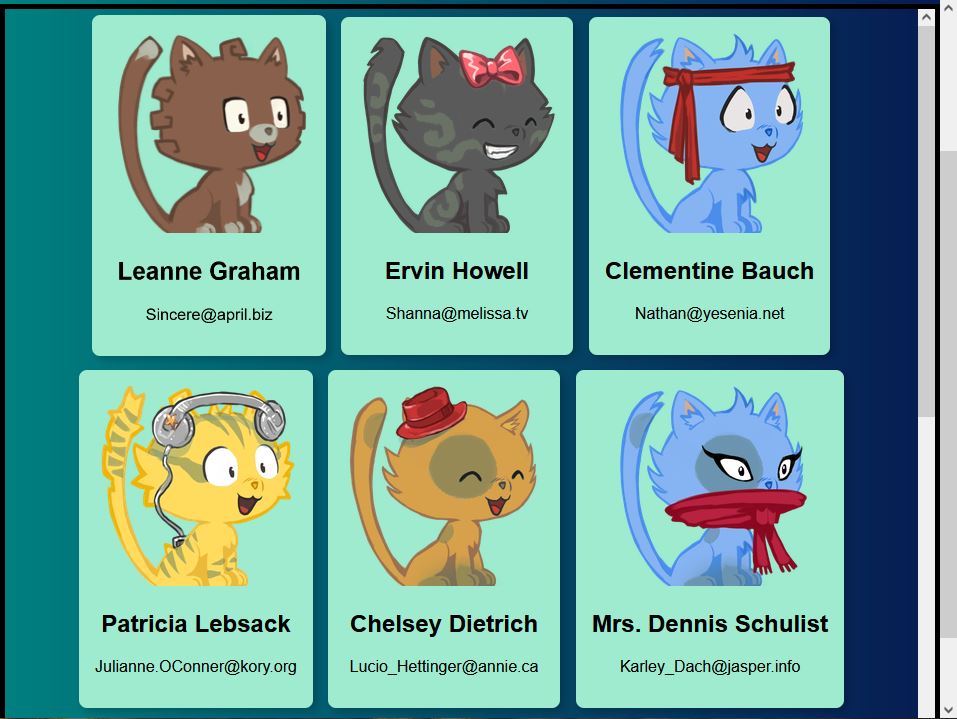 Leanne Graham
Sincere@april.biz
Ervin Howell
Shanna@melissa.tv
Clementine Bauch
Nathan@yesenia.net
Patricia Lebsack
Julianne.OConner@kory.org
Chelsey Dietrich
Lucio_Hettinger@annie.ca
Mrs. Dennis Schulist
Karley_Dach@jasper.info